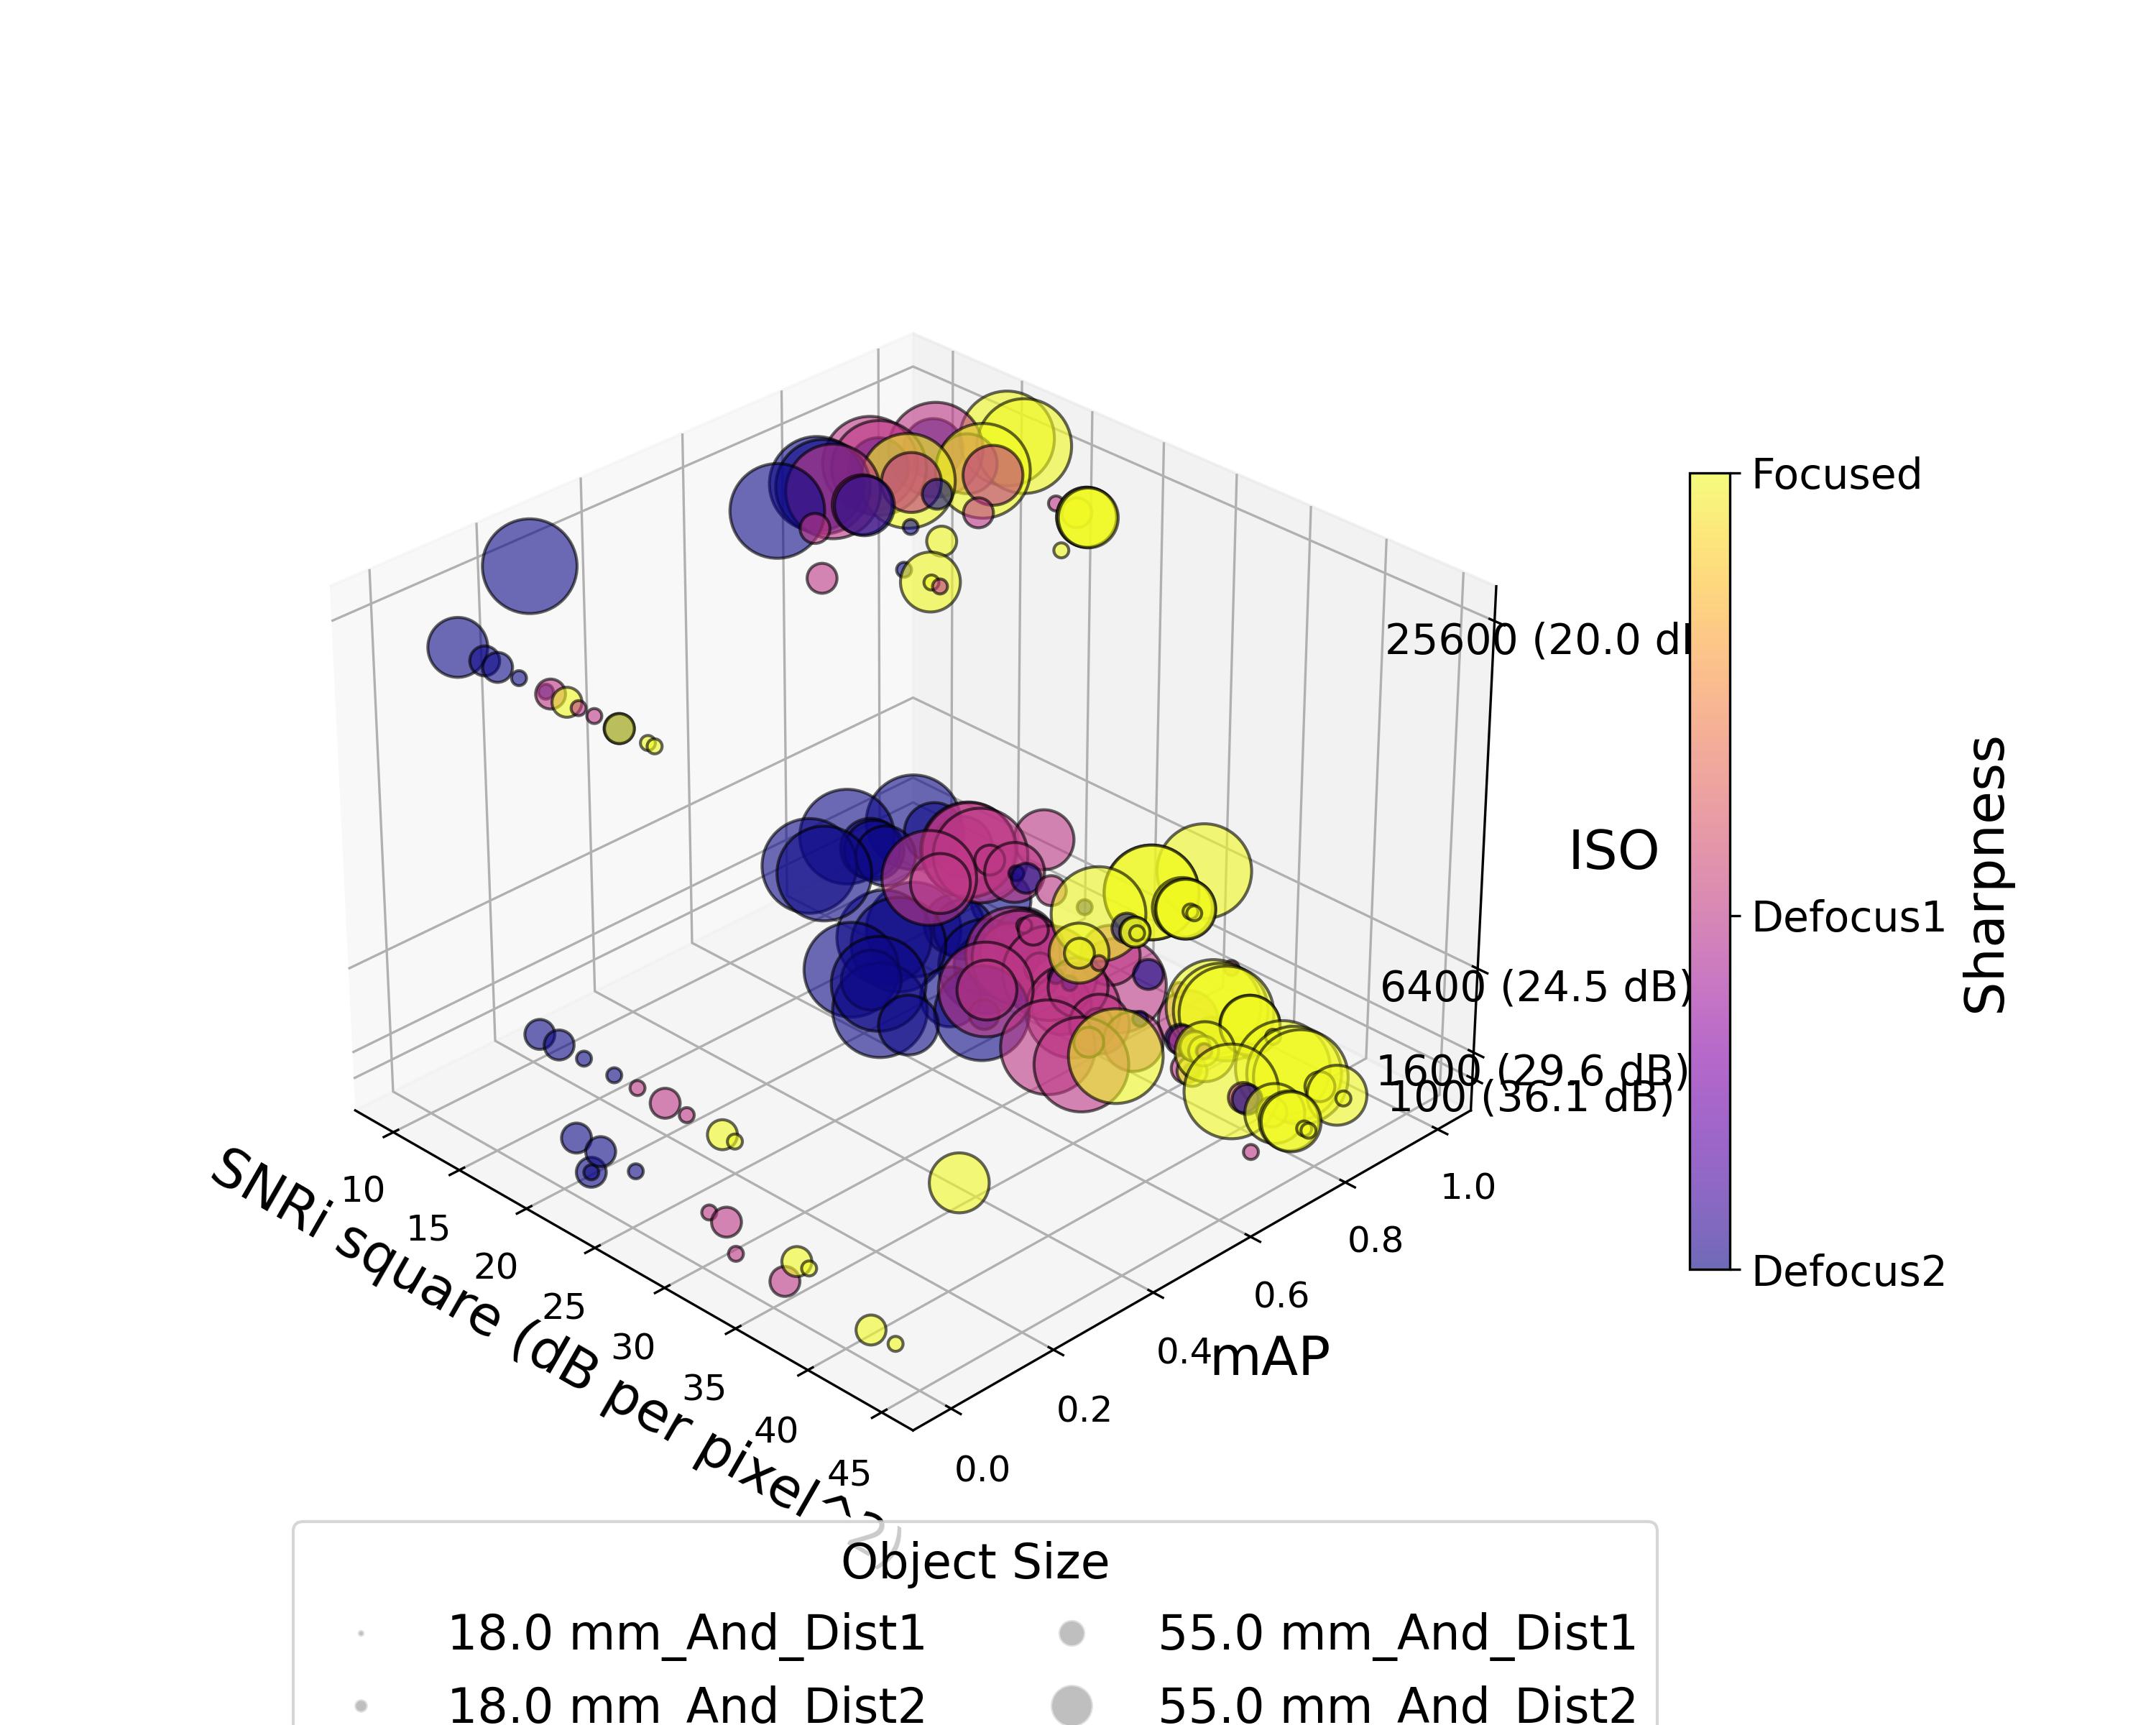 Focused
25600 (20.0 dB
ISO
Sharpness
Defocus1
6400 (24.5 dB)
1600 (29.6 dB)
100 (36.1 dB)
10
15
20
25
30
35
40
45
SNRi square (dB per pixel^2)
1.0
0.8
0.6
0.4
0.2
0.0
mAP
Defocus2
Object Size
18.0 mm_And_Dist1
55.0 mm_And_Dist1
18.0 mm_And_Dist2
55.0 mm_And_Dist2